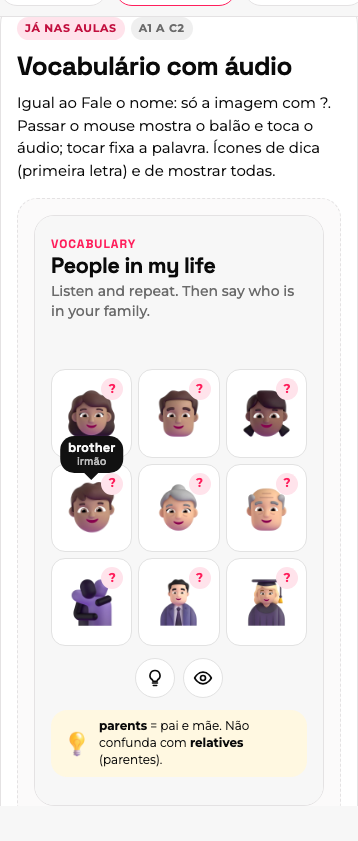 JÁ NAS AULAS
A1 A C2
Vocabulário com áudio
Igual ao Fale o nome: só a imagem com ?.
Passar o mouse mostra o balão e toca o
áudio; tocar fixa a palavra. Ícones de dica
(primeira letra) e de mostrar todas.
VOCABULARY
People in my life
Listen and repeat. Then say who is
in your family.
?
?
?
brother
irmão
?
?
?
?
?
?
parents = pai e mãe. Não
confunda com relatives
(parentes).